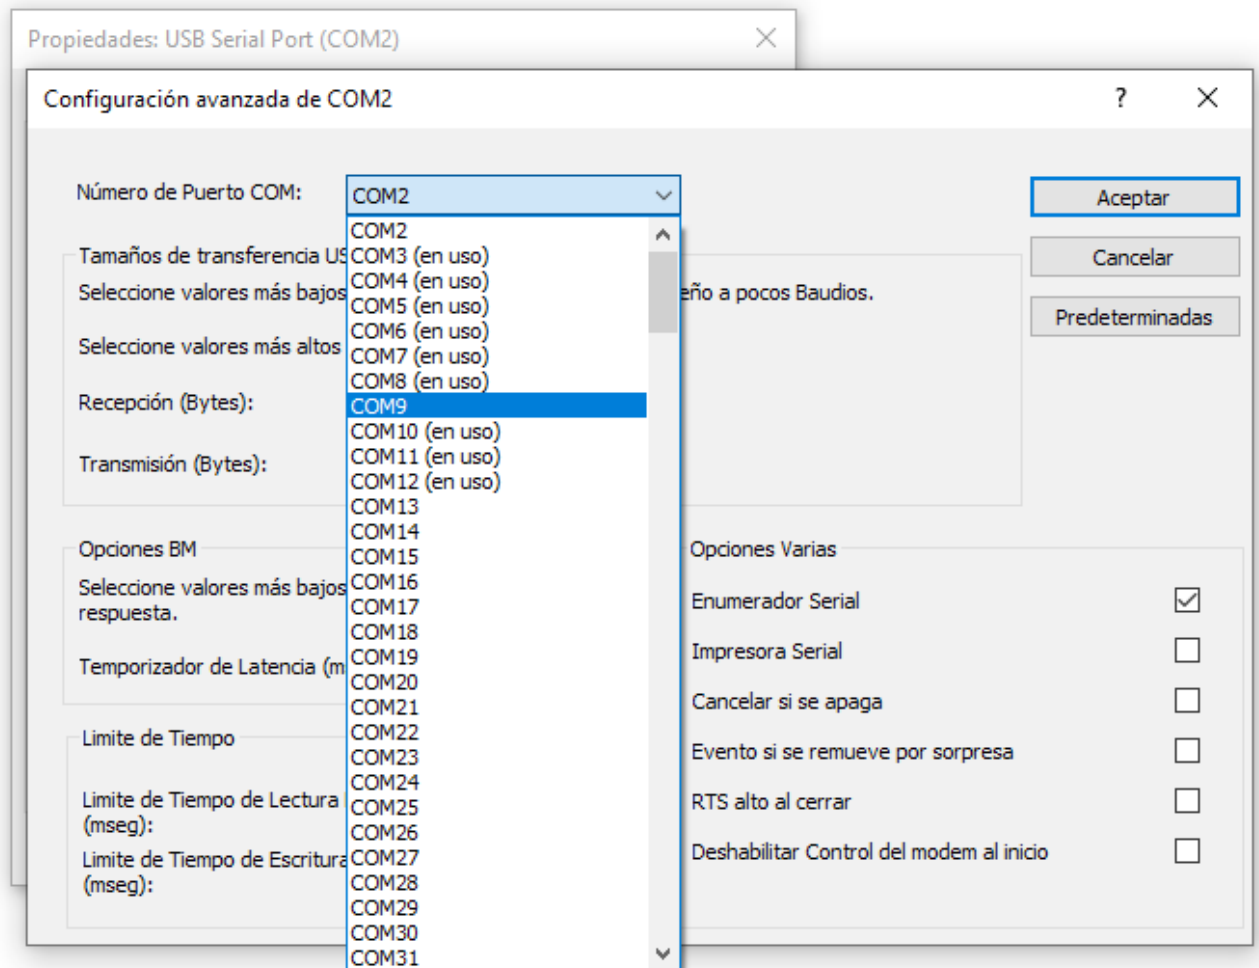 Propiedades: USB Serial Port (COM2)
Configuración avanzada de COM2
?
Número de Puerto COM:
COM2
Aceptar
Cancelar
Predeterminadas
COM2
COM3 (en uso)
COM4 (en uso)
COM5 (en uso)
COM6 (en uso)
COM7 (en uso)
COM8 (en uso)
COM9
COM10 (en uso)
COM11 (en uso)
COM12 (en uso)
COM13
COM14
COM15
COM16
COM17
COM18
COM19
COM20
COM21
COM22
COM23
COM24
COM25
COM26
COM27
COM28
COM29
COM30
COM31
Tamaños de transferencia
Seleccione valores más bajos
a pocos Baudios.
Seleccione valores más altos
Recepción (Bytes):
Transmisión (Bytes):
Opciones BM
Seleccione valores más bajos
respuesta.
Temporizador de Latencia
Limite de Tiempo
Limite de Tiempo de Lectura
(mseg):
Limite de Tiempo de Escritura
(mseg):
Opciones Varias
Enumerador Serial
Impresora Serial
Cancelar si se apaga
Evento si se remueve por sorpresa
RTS alto al cerrar
Deshabilitar Control del modem al inicio